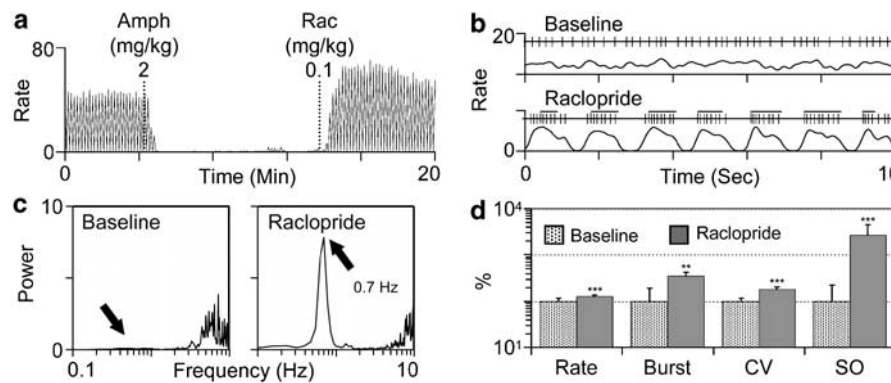 a
Amph
(mg/kg)
2
Rac
(mg/kg)
0.1
80
Rate
0
0
Time (Min)
20
b
20
Baseline
Rate
Raclopride
0
0
Time (Sec)
10
c
10
Baseline
Raclopride
Power
0.7 Hz
0
0.1
Frequency (Hz)
10
d
10⁴
Baseline
Raclopride
%
***
**
***
***
10¹
Rate
Burst
CV
SO